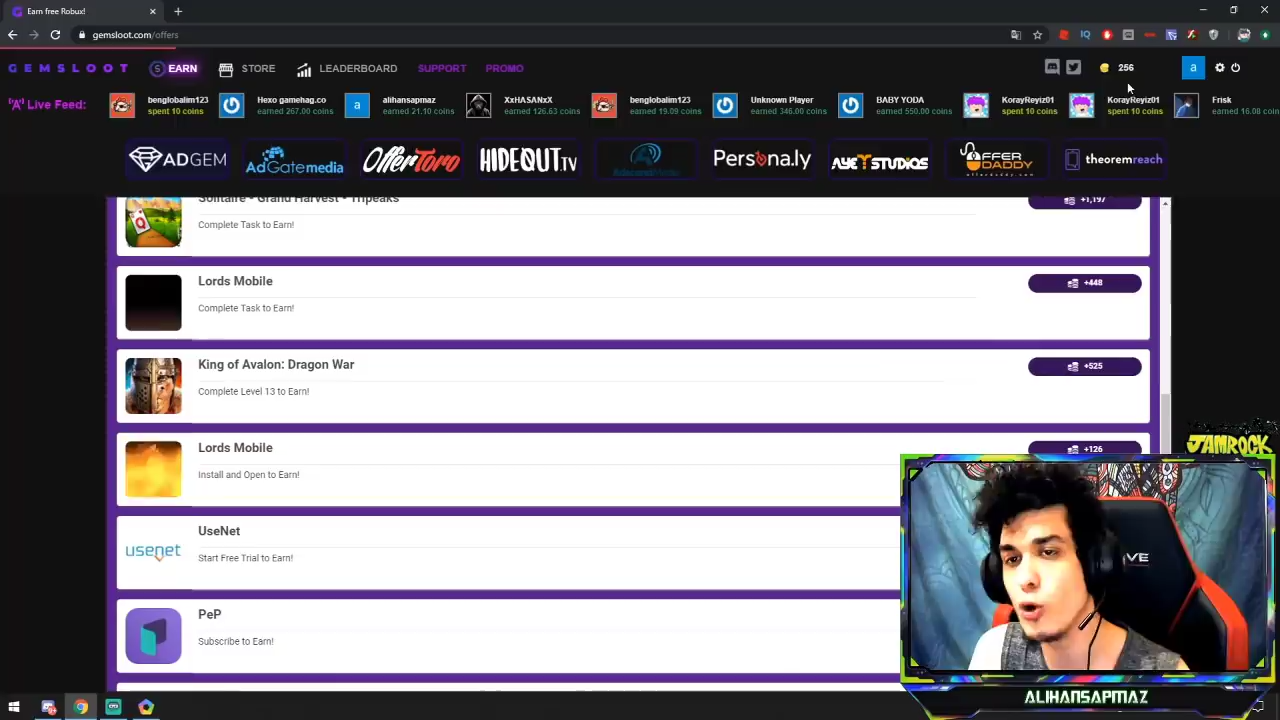 Earn free Robux!
gemsloot.com/offers
GEMSLOOT
EARN
STORE
LEADERBOARD
SUPPORT
PROMO
256
a
Live Feed:
benglobalim123
spent 10 coins
Hexo gamehag.co
earned 267.00 coins
a
alihansapmaz
earned 21.10 coins
XxHASANxX
earned 126.63 coins
benglobalim123
earned 19.09 coins
Unknown Player
earned 346.00 coins
BABY YODA
earned 550.00 coins
KorayReyiz01
spent 10 coins
KorayReyiz01
spent 10 coins
Frisk
earned 16.08 coins
ADGEM
AdGatemedia
OfferToro
HIDEOUT.TV
adscendMedia
Persona.ly
AYET STUDIOS
OFFER DADDY
offerdaddy.com
theoremreach
Solitaire - Grand Harvest - Tripeaks
Complete Task to Earn!
+1,197
Lords Mobile
Complete Task to Earn!
+448
King of Avalon: Dragon War
Complete Level 13 to Earn!
+525
Lords Mobile
Install and Open to Earn!
+126
usenet
UseNet
Start Free Trial to Earn!
PeP
Subscribe to Earn!
JAMROCK
VE
ALIHANSAPMAZ